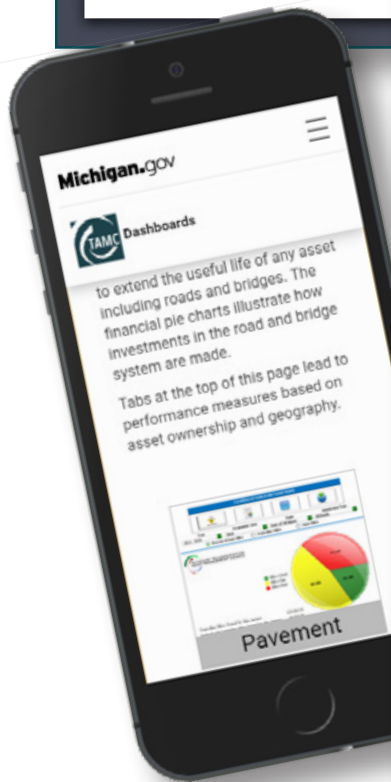 Michigan.gov
TAMC Dashboards
to extend the useful life of any asset
including roads and bridges. The
financial pie charts illustrate how
investments in the road and bridge
system are made.
Tabs at the top of this page lead to
performance measures based on
asset ownership and geography.
Pavement